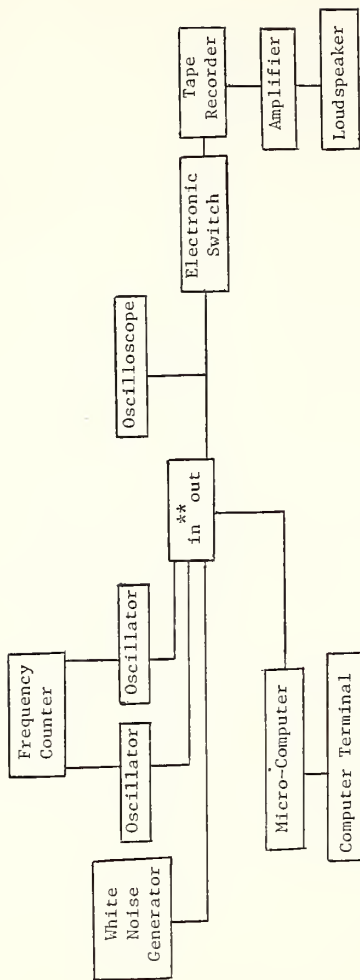 White
Noise
Generator
Frequency
Counter
Oscillator
Oscillator
in ** out
Oscilloscope
Electronic
Switch
Tape
Recorder
Amplifier
Loudspeaker
Micro-Computer
Computer Terminal